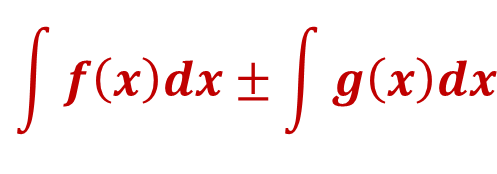 ∫ f(x)dx ± ∫ g(x)dx